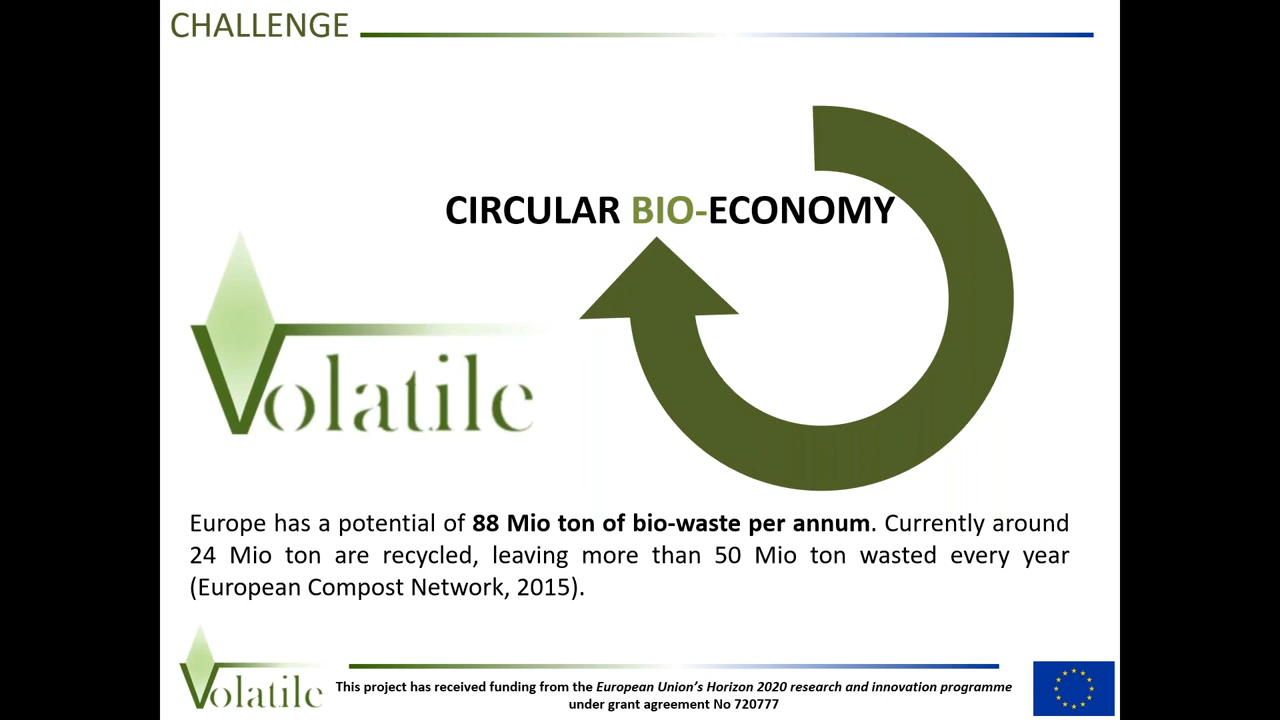 CHALLENGE
CIRCULAR BIO-ECONOMY
Volatile
Europe has a potential of 88 Mio ton of bio-waste per annum. Currently around
24 Mio ton are recycled, leaving more than 50 Mio ton wasted every year
(European Compost Network, 2015).
Volatile
This project has received funding from the European Union's Horizon 2020 research and innovation programme
under grant agreement No 720777